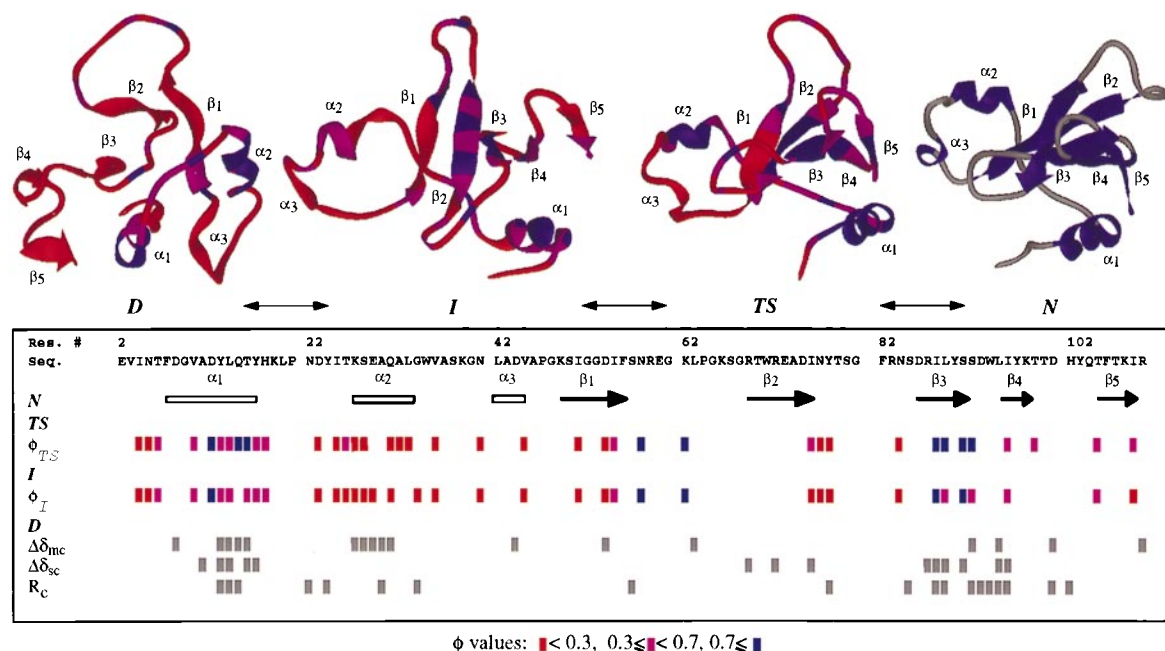 β2 β1 α2 β3 β4 β5 α1 α3
α2 β1 β3 β5 β4 β2 α3 α1
α2 β1 β2 β5 β3 β4 α3 α1
α2 β2 β1 α3 β3 β4 β5 α1
D I TS N
Res. # 2 22 42 62 82 102
Seq. EVINTFDGVADYLQTYHKLP NDYITKSEAQALGWVASKGN LADVAPGKSIGGDIFSNREG KLPGKSGRTWREADINYTSG FRNSDRILYSSDWLIYKTTD HYQTFTKIR
α1 α2 α3 β1 β2 β3 β4 β5
N
TS
ϕTS
I
ϕI
D
Δδmc
Δδsc
Rc
ϕ values: < 0.3, 0.3≤ < 0.7, 0.7≤